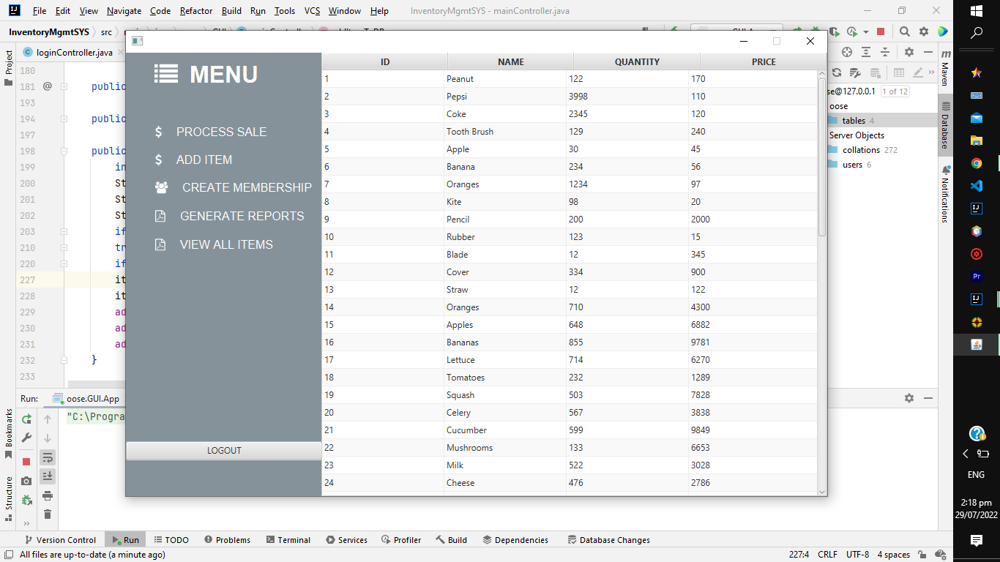 File Edit View Navigate Code Refactor Build Run Tools VCS Window Help InventoryMgmtSYS - mainController.java
InventoryMgmtSYS src
loginController.java
MENU
PROCESS SALE
ADD ITEM
CREATE MEMBERSHIP
GENERATE REPORTS
VIEW ALL ITEMS
LOGOUT
ID NAME QUANTITY PRICE
1 Peanut 122 170
2 Pepsi 3998 110
3 Coke 2345 120
4 Tooth Brush 129 240
5 Apple 30 45
6 Banana 234 56
7 Oranges 1234 97
8 Kite 98 20
9 Pencil 200 2000
10 Rubber 123 15
11 Blade 12 345
12 Cover 334 900
13 Straw 12 122
14 Oranges 710 4300
15 Apples 648 6882
16 Bananas 855 9781
17 Lettuce 714 6270
18 Tomatoes 232 1289
19 Squash 503 7828
20 Celery 567 3838
21 Cucumber 599 9849
22 Mushrooms 133 6653
23 Milk 522 3028
24 Cheese 476 2786
180
181 @ public
193
194 public
197
198 public
199 in
200 St
201 St
202 St
203 if
210 tr
220 if
227 it
228 it
229 ad
230 ad
231 ad
232 }
233
Project
Bookmarks
Structure
se@127.0.0.1 1 of 12
oose
tables 4
Server Objects
collations 272
users 6
m
Maven
Database
Notifications
Run: oose.GUI.App
"C:\Progra
Version Control Run TODO Problems Terminal Services Profiler Build Dependencies Database Changes
All files are up-to-date (a minute ago) 227:4 CRLF UTF-8 4 spaces
Pr
ENG
2:18 pm
29/07/2022